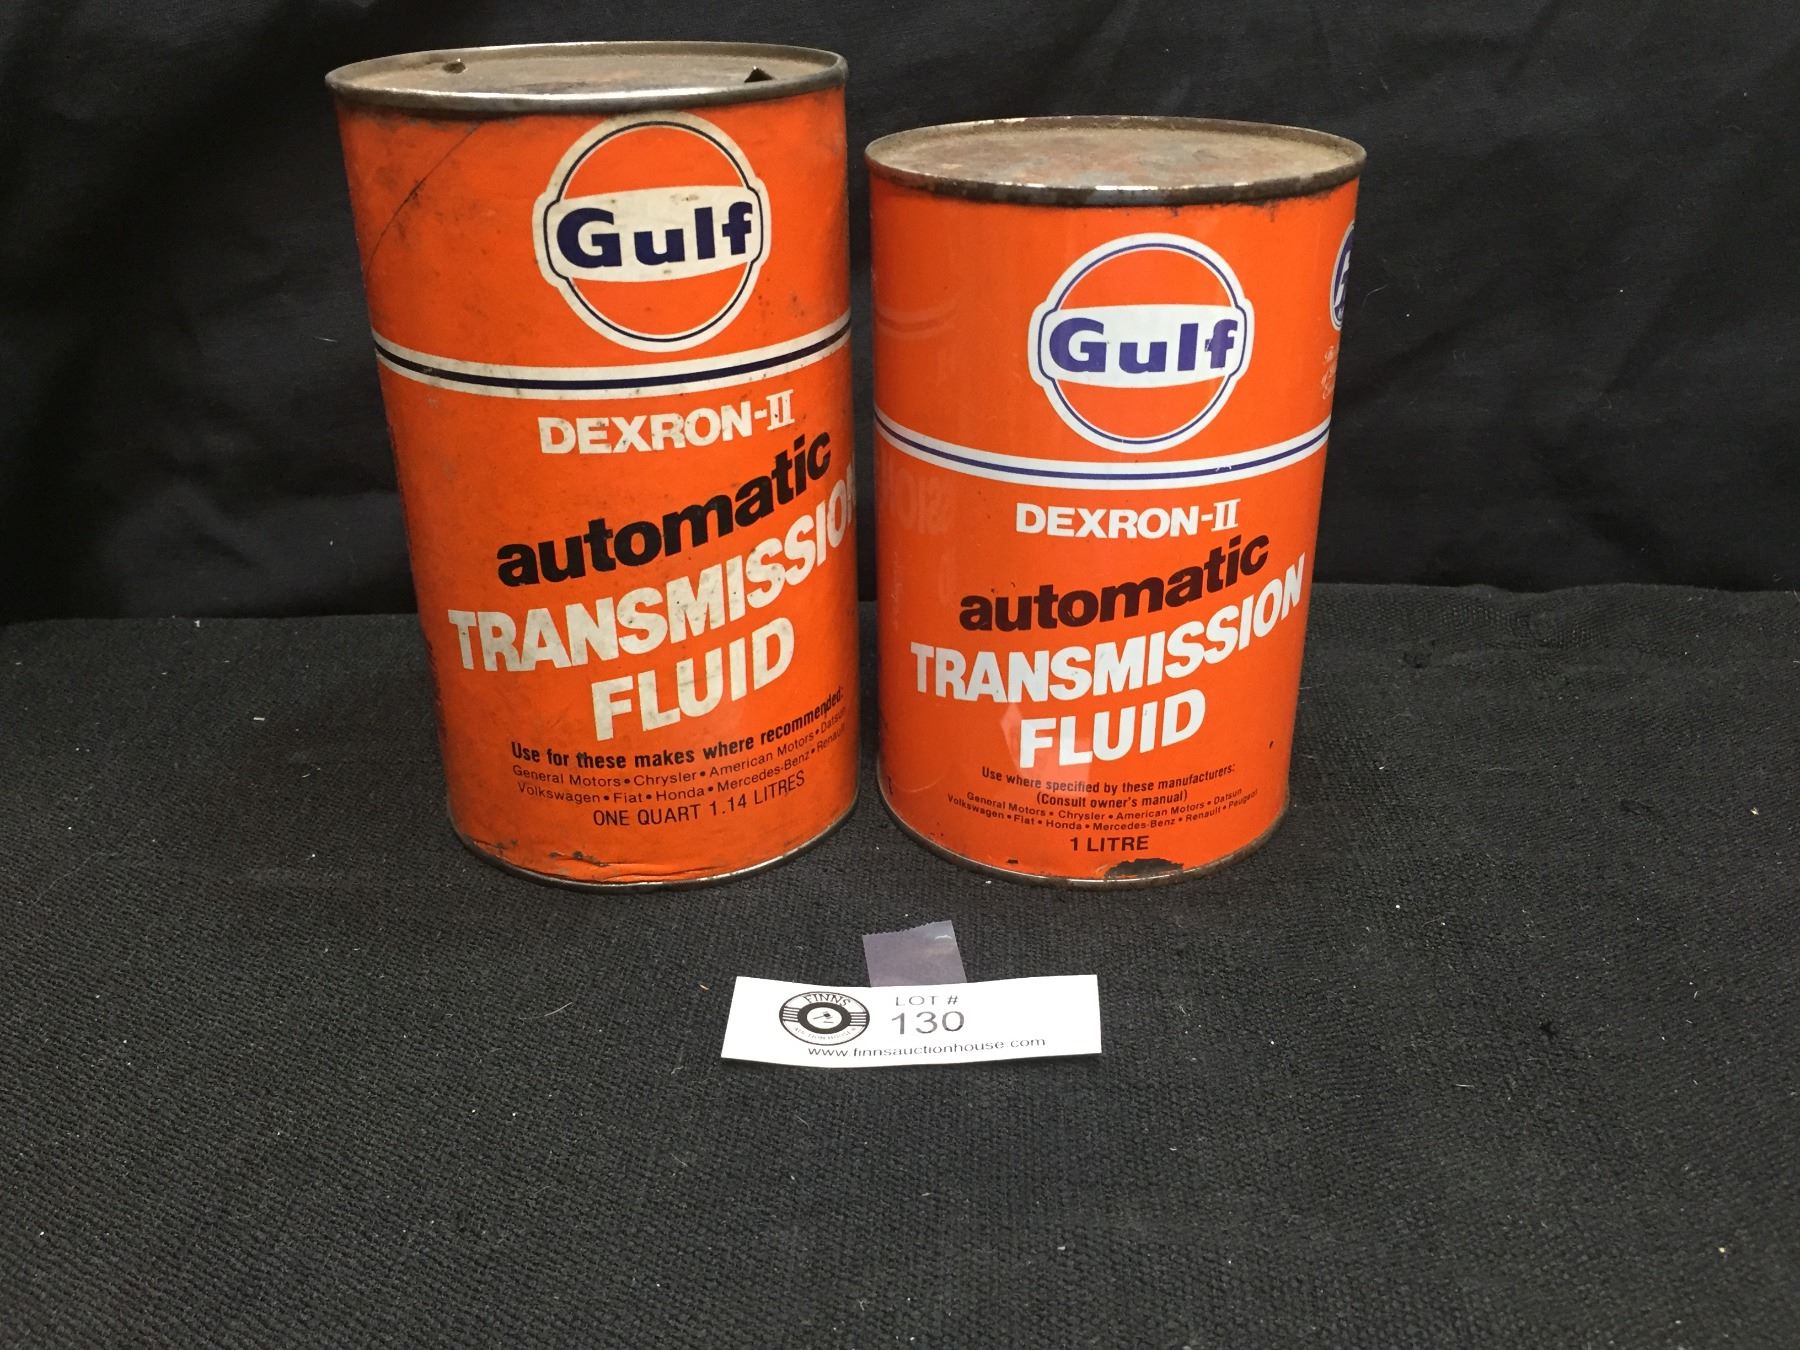 Gulf
DEXRON-II
automatic
TRANSMISSION
FLUID
Use for these makes where recommended:
General Motors • Chrysler • American Motors • Datsun
Volkswagen • Fiat • Honda • Mercedes-Benz • Renault
ONE QUART 1.14 LITRES
Gulf
DEXRON-II
automatic
TRANSMISSION
FLUID
Use where specified by these manufacturers:
(Consult owner's manual)
General Motors • Chrysler • American Motors • Datsun
Volkswagen • Fiat • Honda • Mercedes-Benz • Renault • Peugeot
1 LITRE
FINNS
AUCTION HOUSE
LOT #
130
www.finnsauctionhouse.com